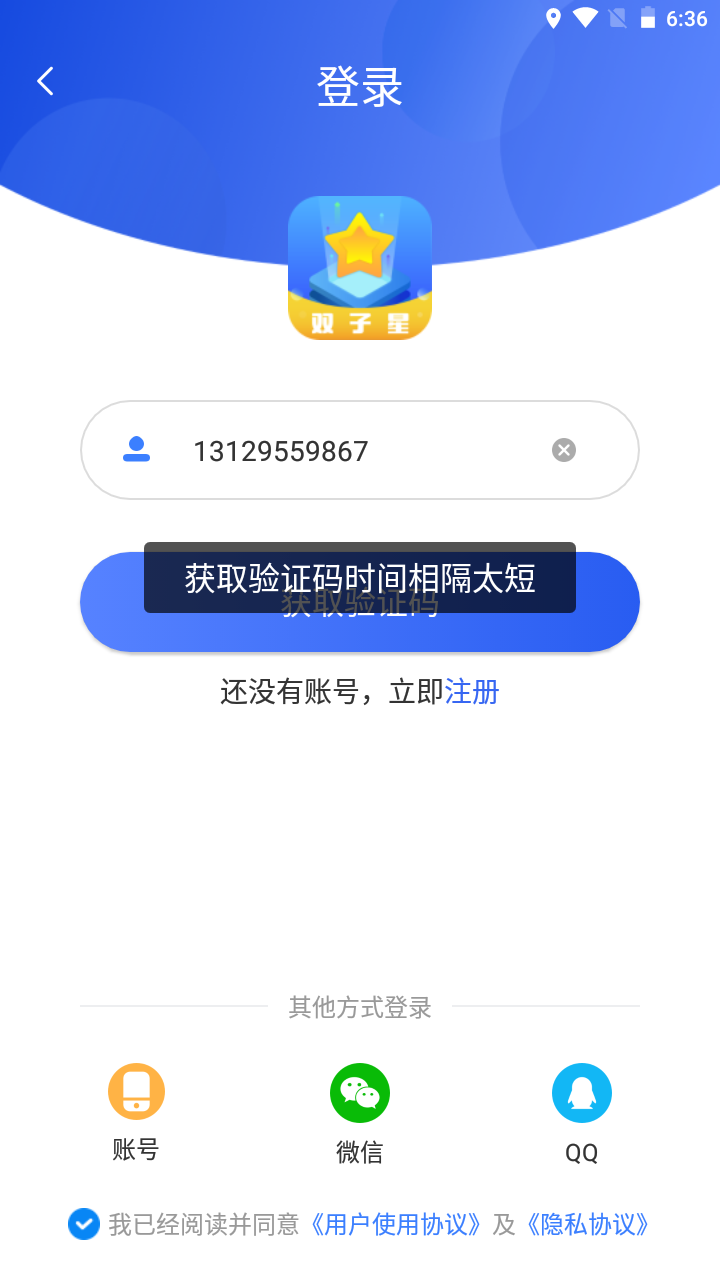 6:36
登录
双子星
13129559867
获取验证码时间相隔太短
获取验证码
还没有账号，立即注册
其他方式登录
账号
微信
QQ
我已经阅读并同意《用户使用协议》及《隐私协议》